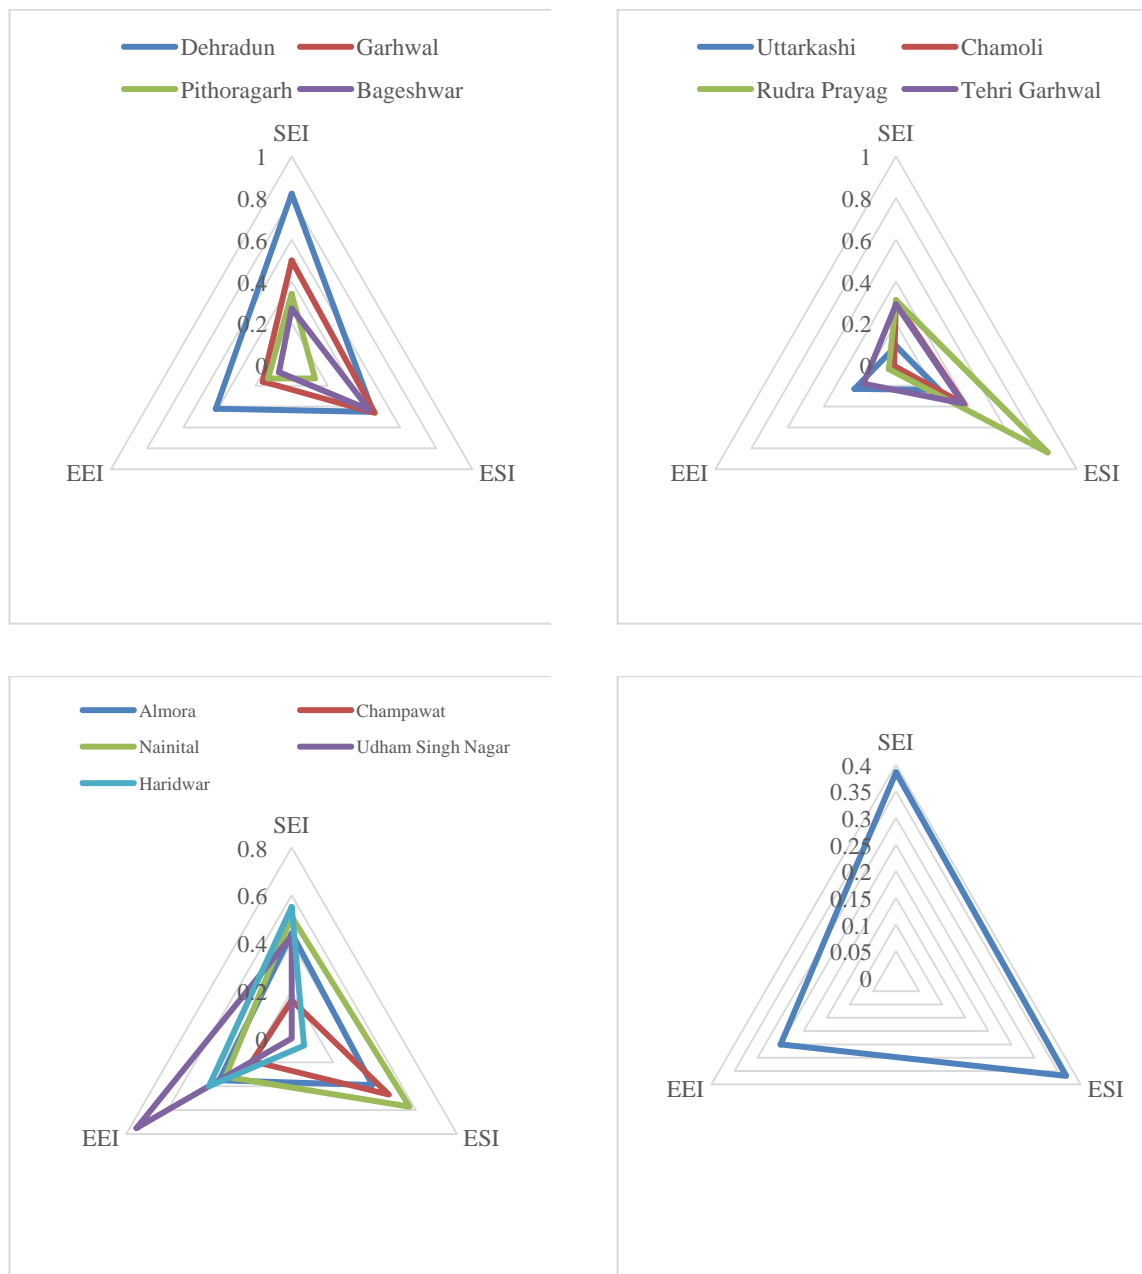 Dehradun Garhwal
Pithoragarh Bageshwar
SEI
1
0.8
0.6
0.4
0.2
0
EEI ESI
Uttarkashi Chamoli
Rudra Prayag Tehri Garhwal
SEI
1
0.8
0.6
0.4
0.2
0
EEI ESI
Almora Champawat
Nainital Udham Singh Nagar
Haridwar
SEI
0.8
0.6
0.4
0.2
0
EEI ESI
SEI
0.4
0.35
0.3
0.25
0.2
0.15
0.1
0.05
0
EEI ESI